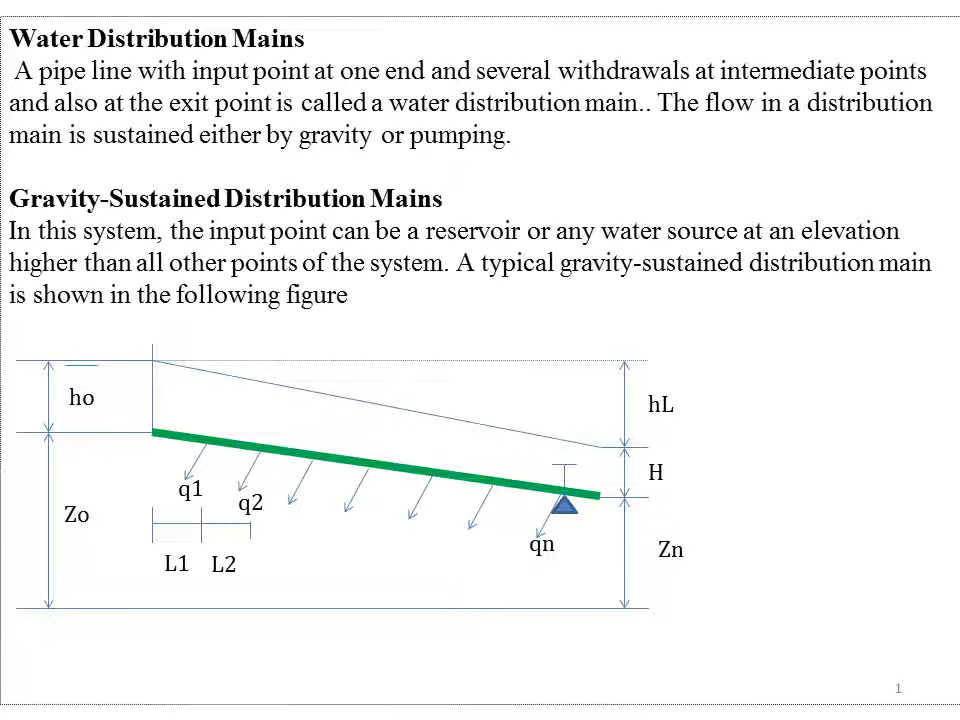 Water Distribution Mains
A pipe line with input point at one end and several withdrawals at intermediate points
and also at the exit point is called a water distribution main.. The flow in a distribution
main is sustained either by gravity or pumping.
Gravity-Sustained Distribution Mains
In this system, the input point can be a reservoir or any water source at an elevation
higher than all other points of the system. A typical gravity-sustained distribution main
is shown in the following figure
ho
hL
H
q1
q2
Zo
qn
Zn
L1 L2
1